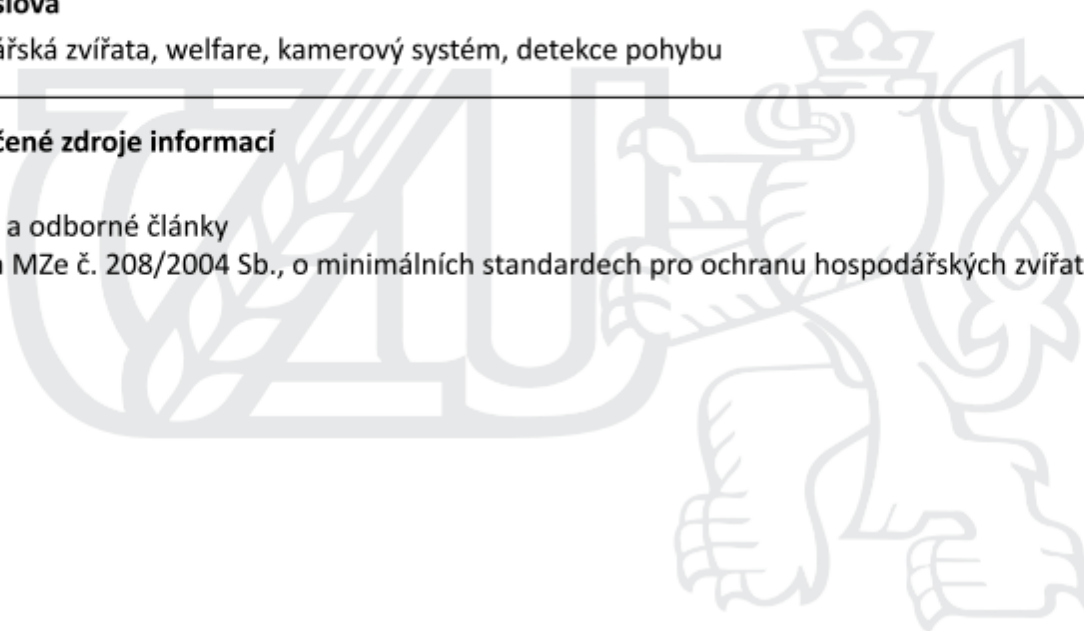 slova
ářská zvířata, welfare, kamerový systém, detekce pohybu
čené zdroje informací
a odborné články
MZe č. 208/2004 Sb., o minimálních standardech pro ochranu hospodářských zvířat
CZU